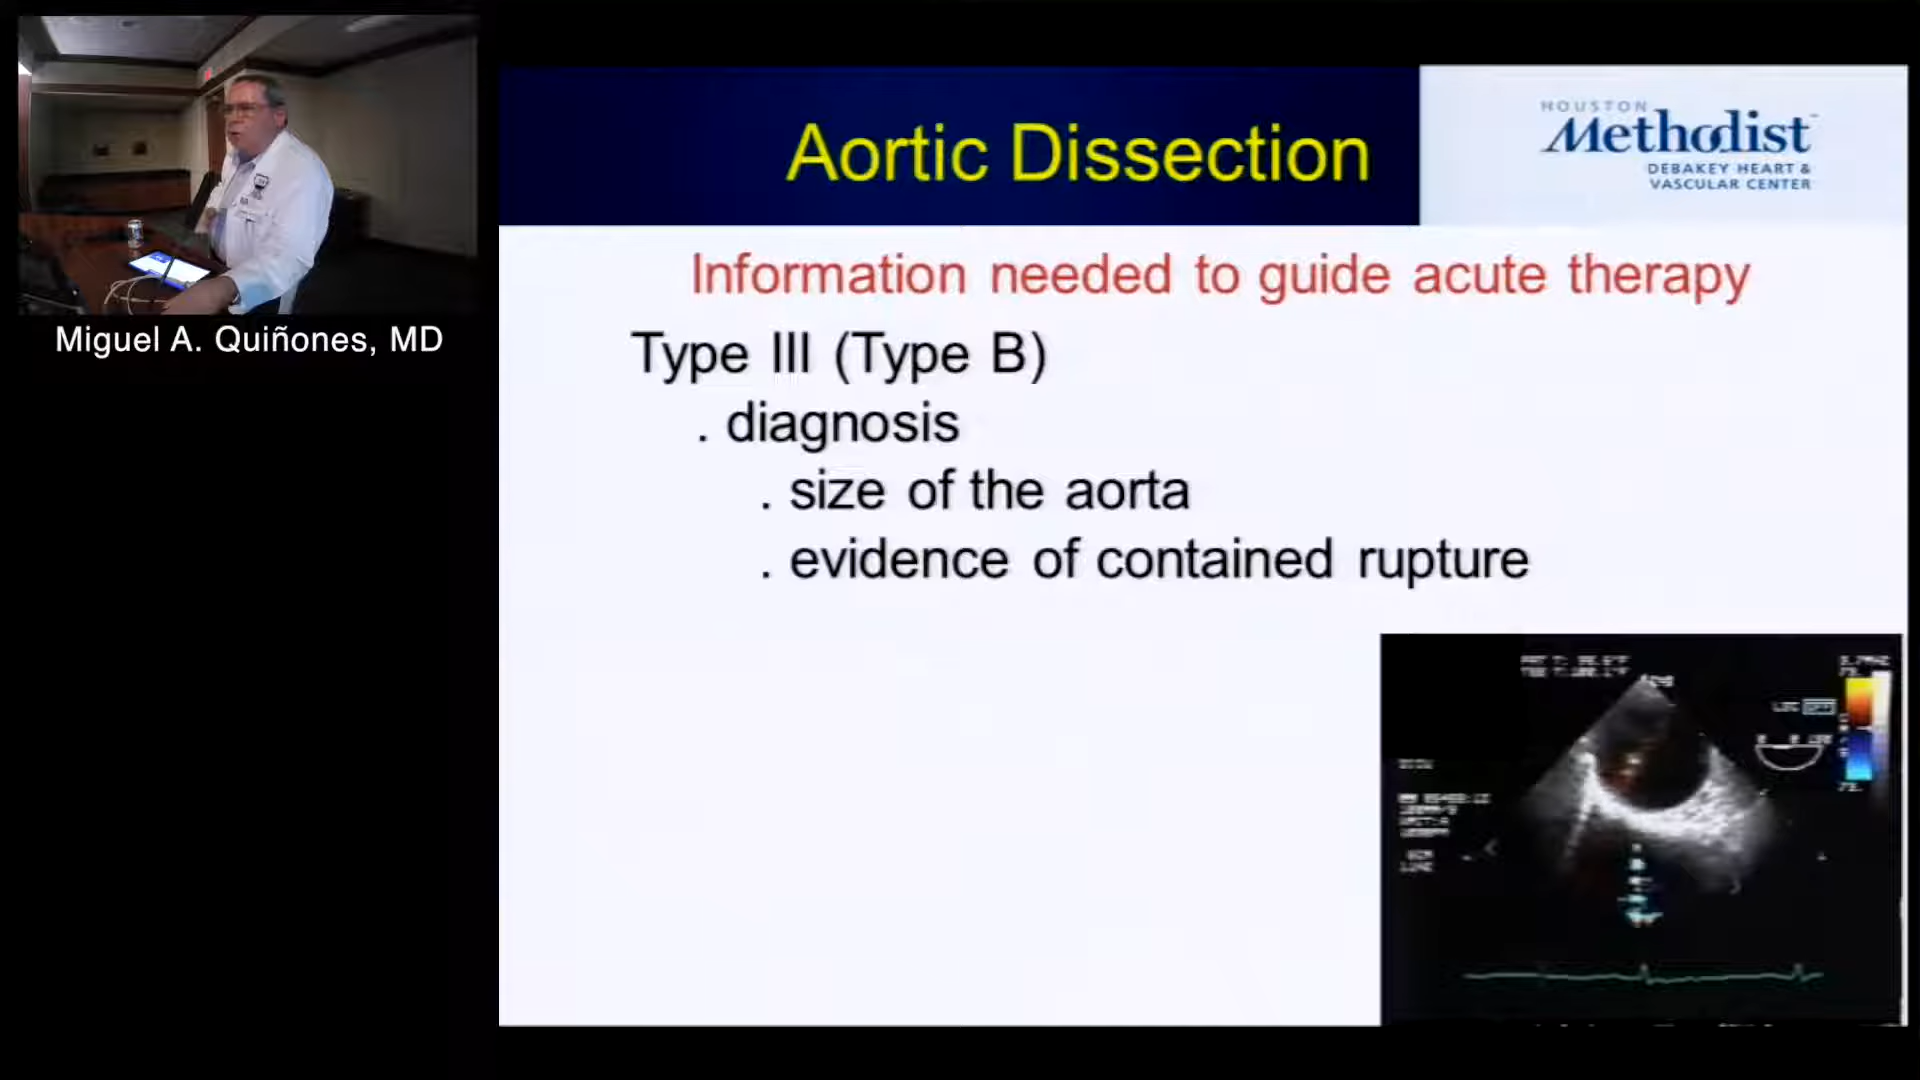 Miguel A. Quiñones, MD
Aortic Dissection
HOUSTON
Methodist
DEBAKEY HEART &
VASCULAR CENTER
Information needed to guide acute therapy
Type III (Type B)
. diagnosis
. size of the aorta
. evidence of contained rupture